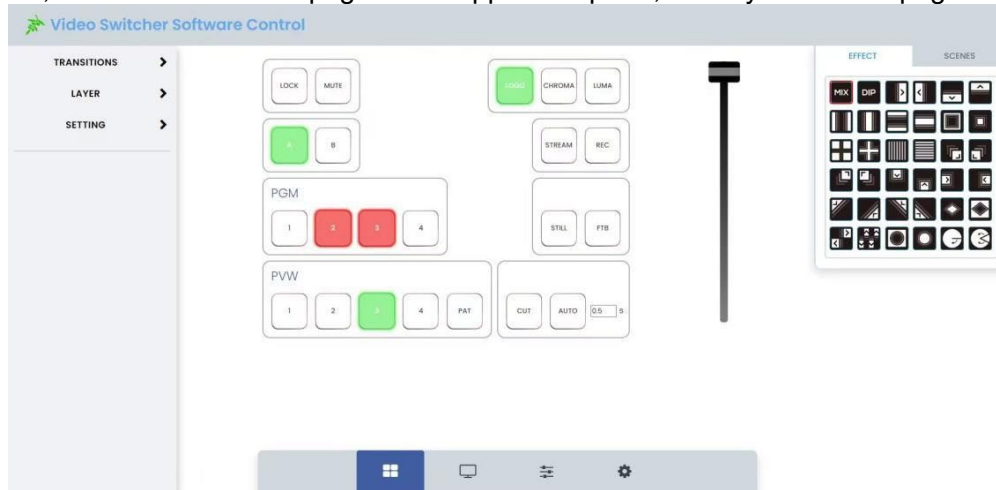 Video Switcher Software Control
TRANSITIONS
LAYER
SETTING
LOCK MUTE
LOGO CHROMA LUMA
A B
STREAM REC
PGM
1 2 3 4
STILL FTB
PVW
1 2 3 4 PAT
CUT AUTO 0.5 S
EFFECT SCENES
MIX DIP